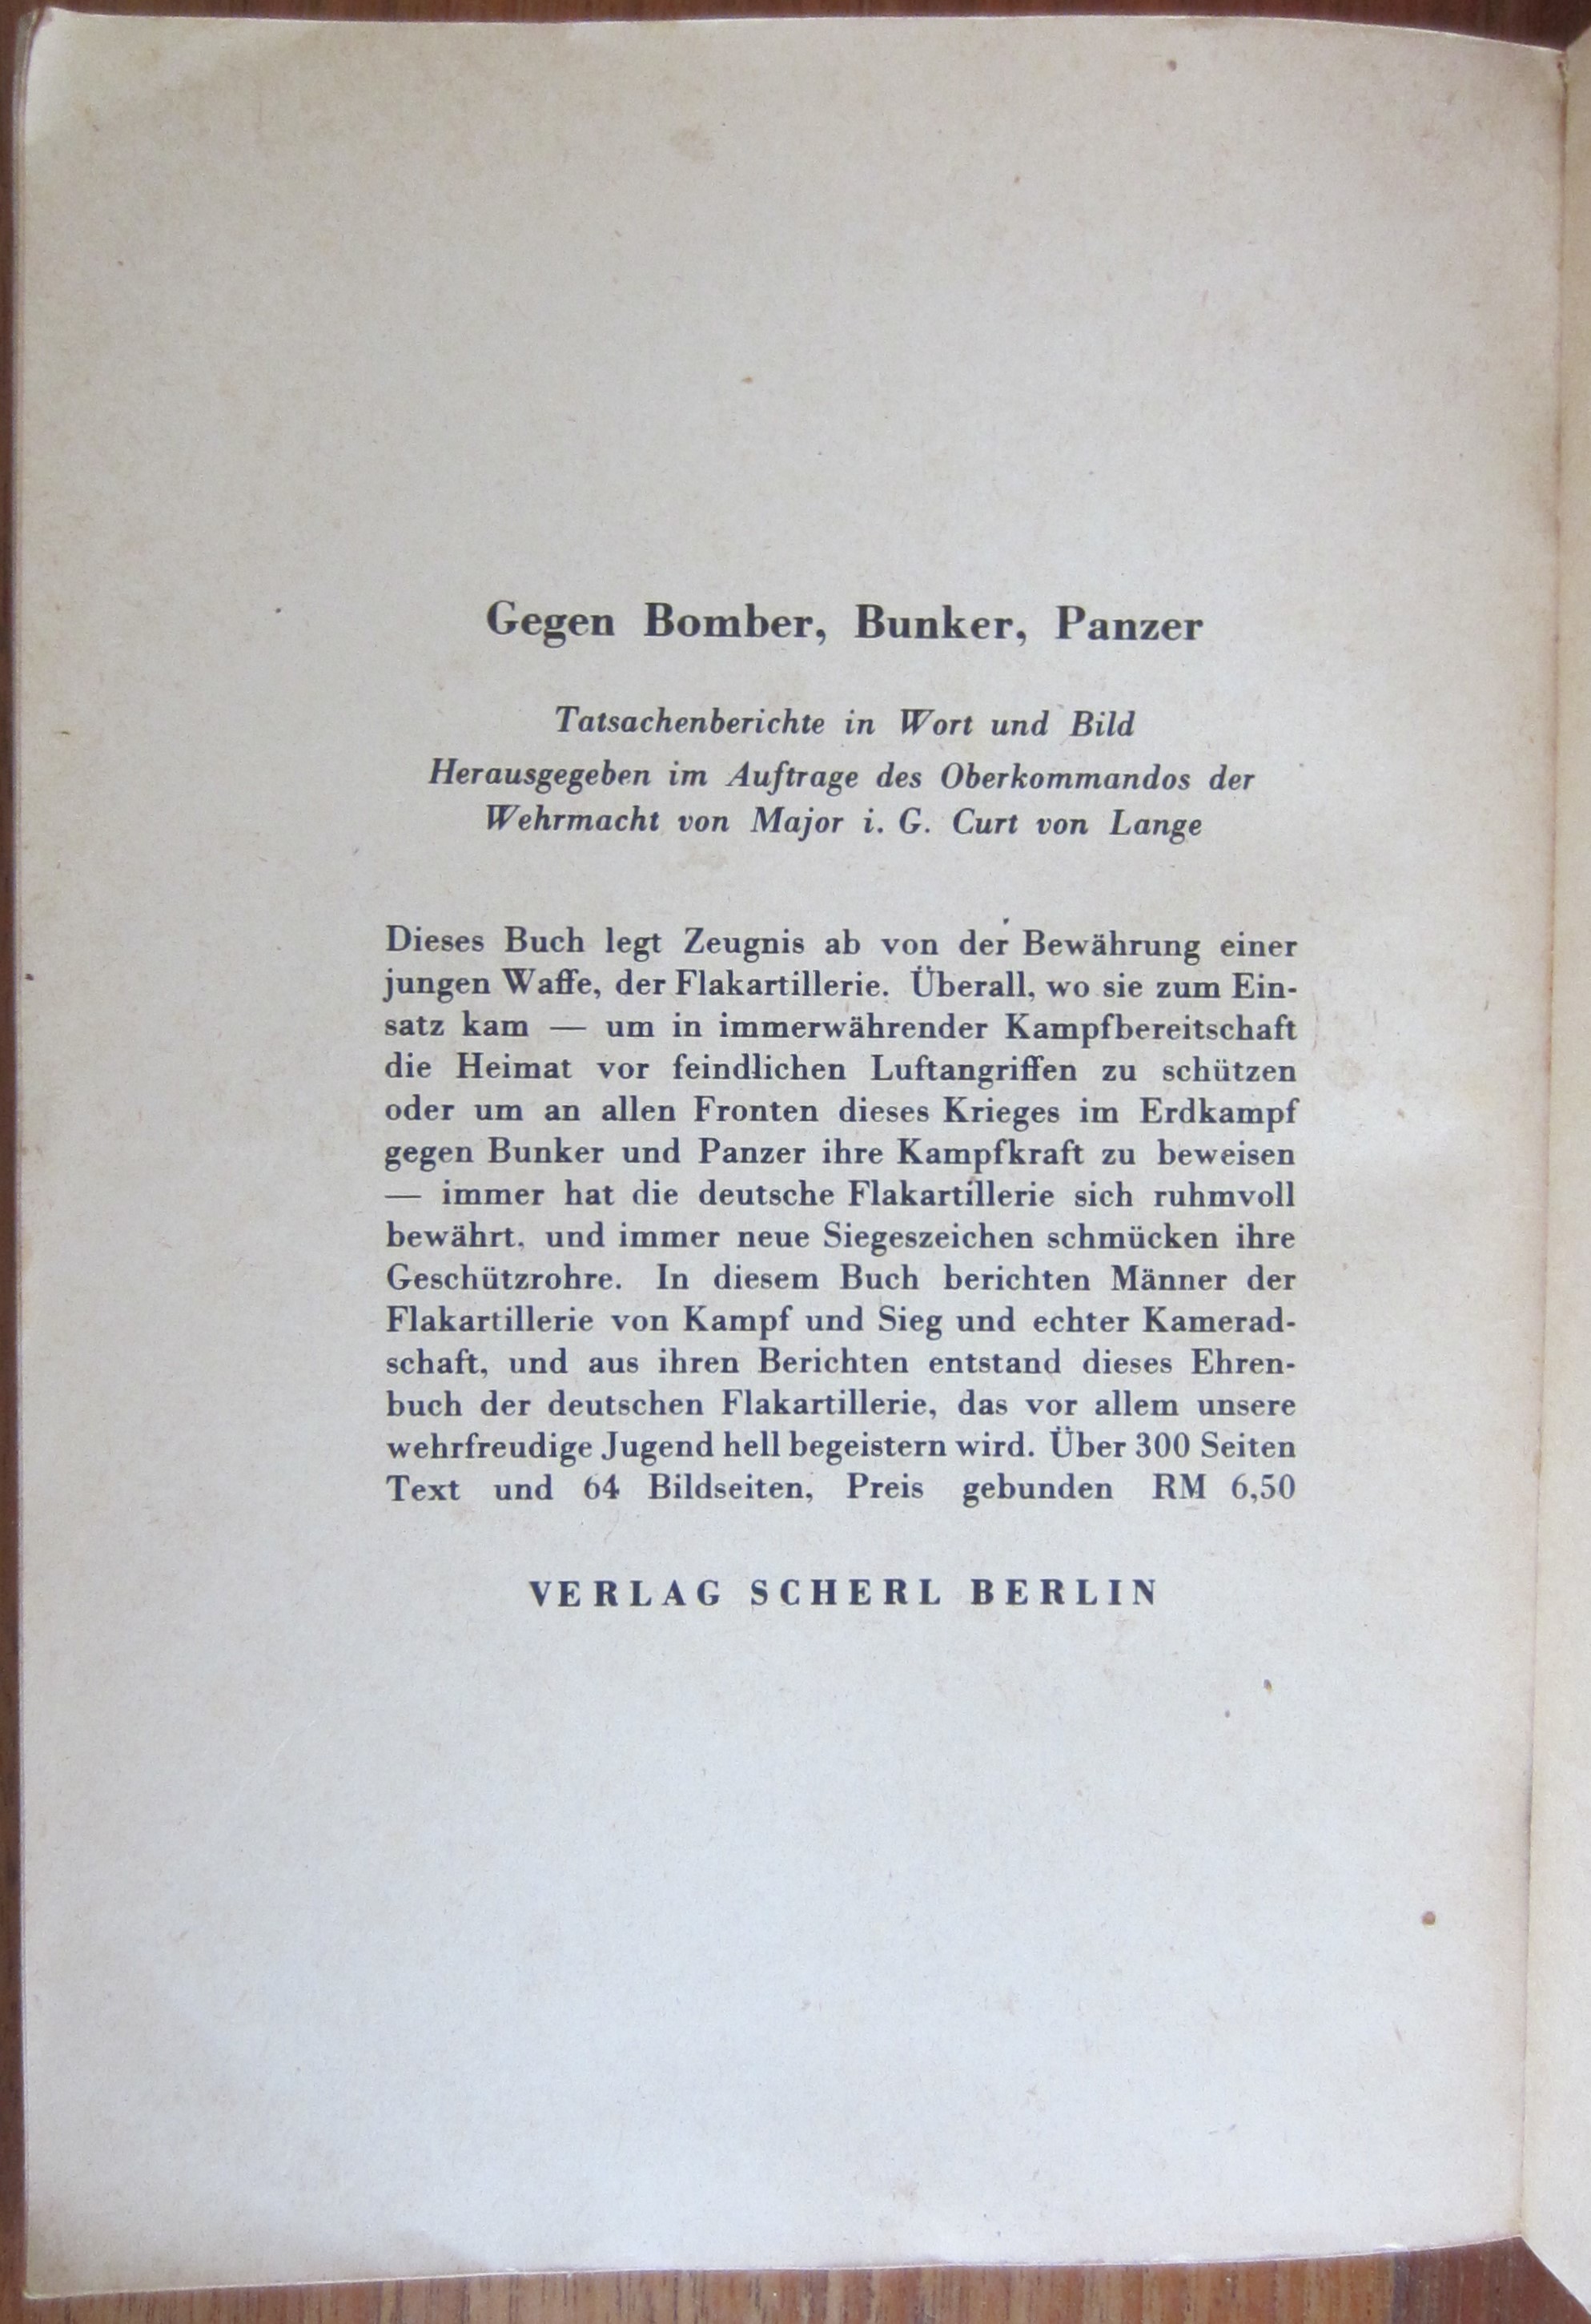 Gegen Bomber, Bunker, Panzer
Tatsachenberichte in Wort und Bild
Herausgegeben im Auftrage des Oberkommandos der
Wehrmacht von Major i. G. Curt von Lange
Dieses Buch legt Zeugnis ab von der Bewährung einer
jungen Waffe, der Flakartillerie. Überall, wo sie zum Ein-
satz kam — um in immerwährender Kampfbereitschaft
die Heimat vor feindlichen Luftangriffen zu schützen
oder um an allen Fronten dieses Krieges im Erdkampf
gegen Bunker und Panzer ihre Kampfkraft zu beweisen
— immer hat die deutsche Flakartillerie sich ruhmvoll
bewährt, und immer neue Siegeszeichen schmücken ihre
Geschützrohre. In diesem Buch berichten Männer der
Flakartillerie von Kampf und Sieg und echter Kamerad-
schaft, und aus ihren Berichten entstand dieses Ehren-
buch der deutschen Flakartillerie, das vor allem unsere
wehrfreudige Jugend hell begeistern wird. Über 300 Seiten
Text und 64 Bildseiten, Preis gebunden RM 6,50
VERLAG SCHERL BERLIN